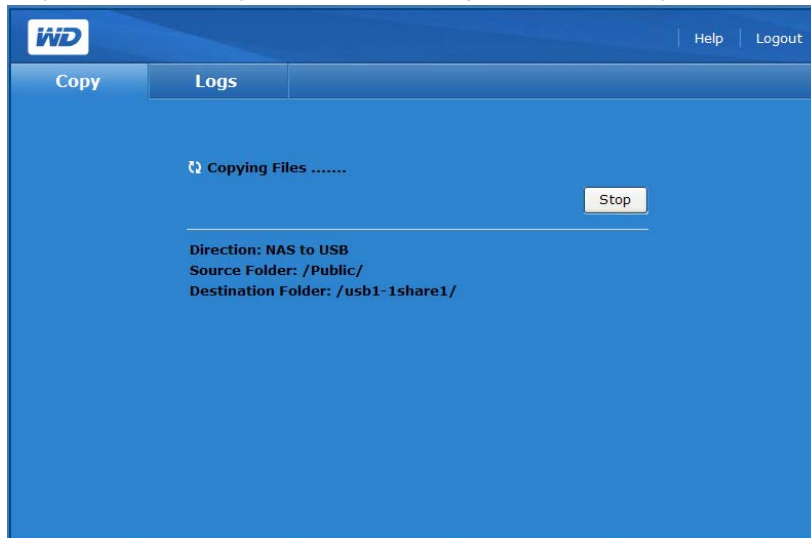 WD
Help
Logout
Copy
Logs
Copying Files .......
Stop
Direction: NAS to USB
Source Folder: /Public/
Destination Folder: /usb1-1share1/